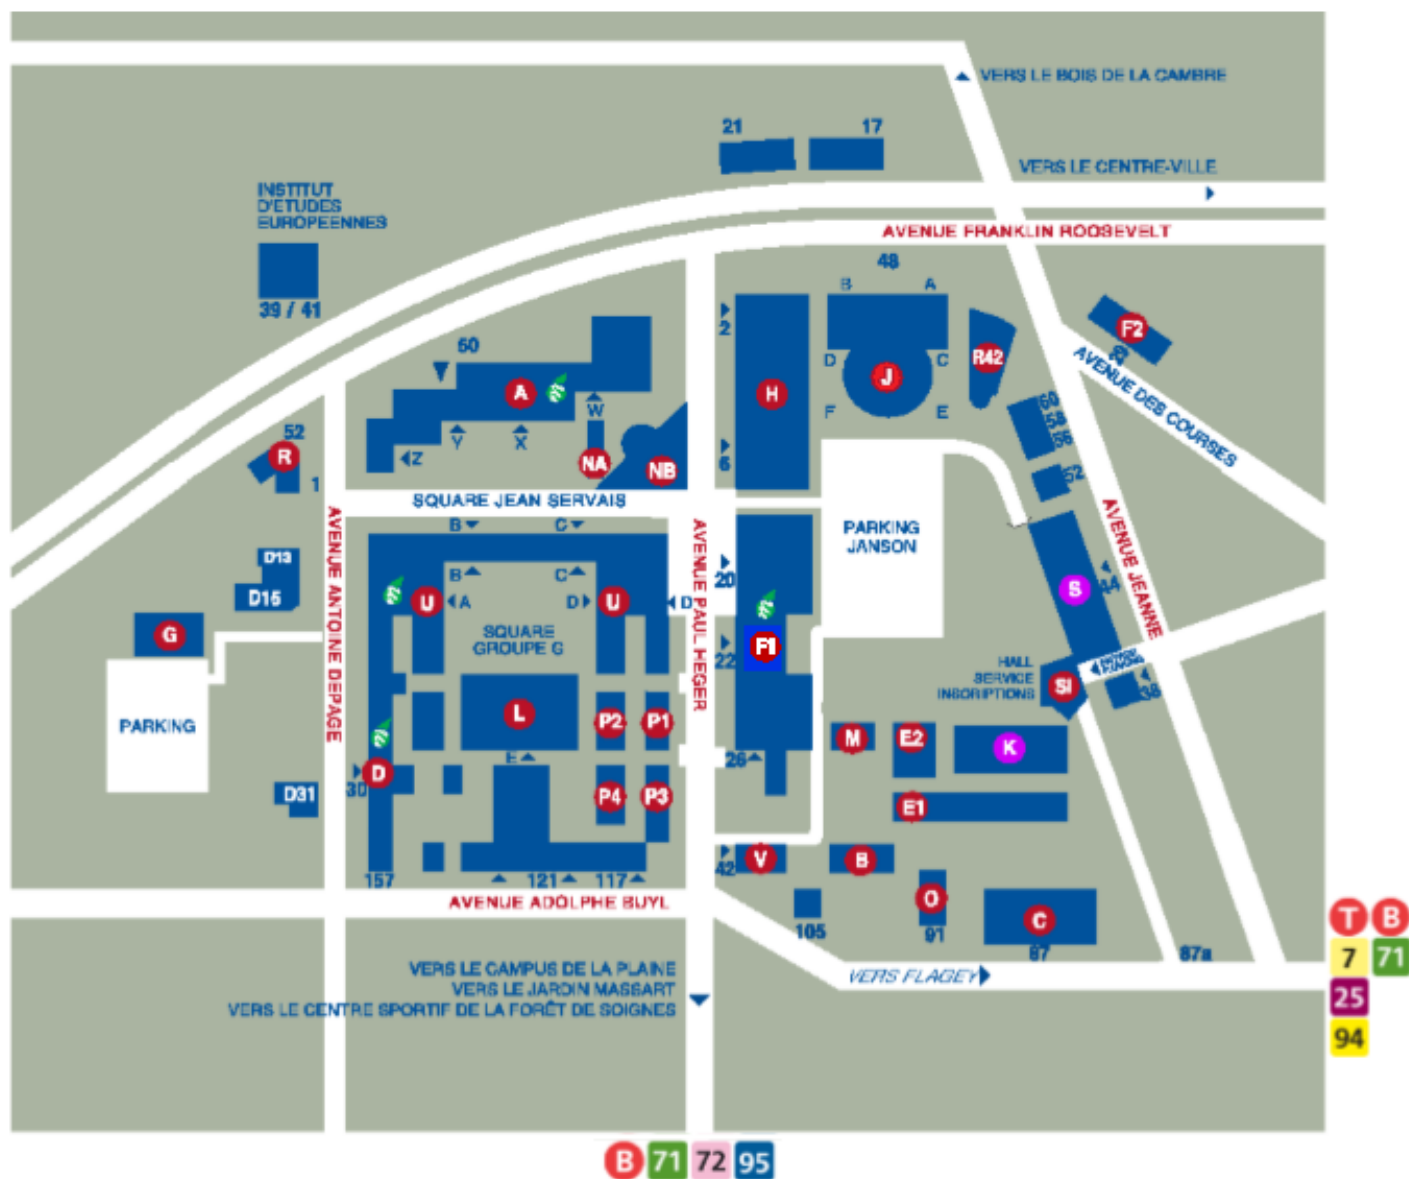 VERS LE BOIS DE LA CAMBRE
21
17
VERS LE CENTRE-VILLE
INSTITUT
D'ETUDES
EUROPEENNES
39 / 41
AVENUE FRANKLIN ROOSEVELT
48
B
A
2
F2
29
R42
D
C
J
F
E
H
6
50
A
W
Y
X
Z
NA
NB
AVENUE DES COURSES
60
58
56
52
R
1
52
SQUARE JEAN SERVAIS
B
C
AVENUE ANTOINE DEPAGE
AVENUE PAUL HEGER
PARKING
JANSON
AVENUE JEANNE
D13
D15
B
C
U
A
D
U
D
20
S
44
G
SQUARE
GROUPE G
F1
22
HALL
SERVICE
INSCRIPTIONS
SI
38
PARKING
L
P2
P1
M
E2
K
E
26
D
30
P4
P3
D31
E1
42
V
B
157
121
117
O
C
AVENUE ADOLPHE BUYL
105
91
87
87a
T
B
7
71
25
94
VERS LE CAMPUS DE LA PLAINE
VERS LE JARDIN MASSART
VERS LE CENTRE SPORTIF DE LA FORÊT DE SOIGNES
VERS FLAGEY
B
71
72
95